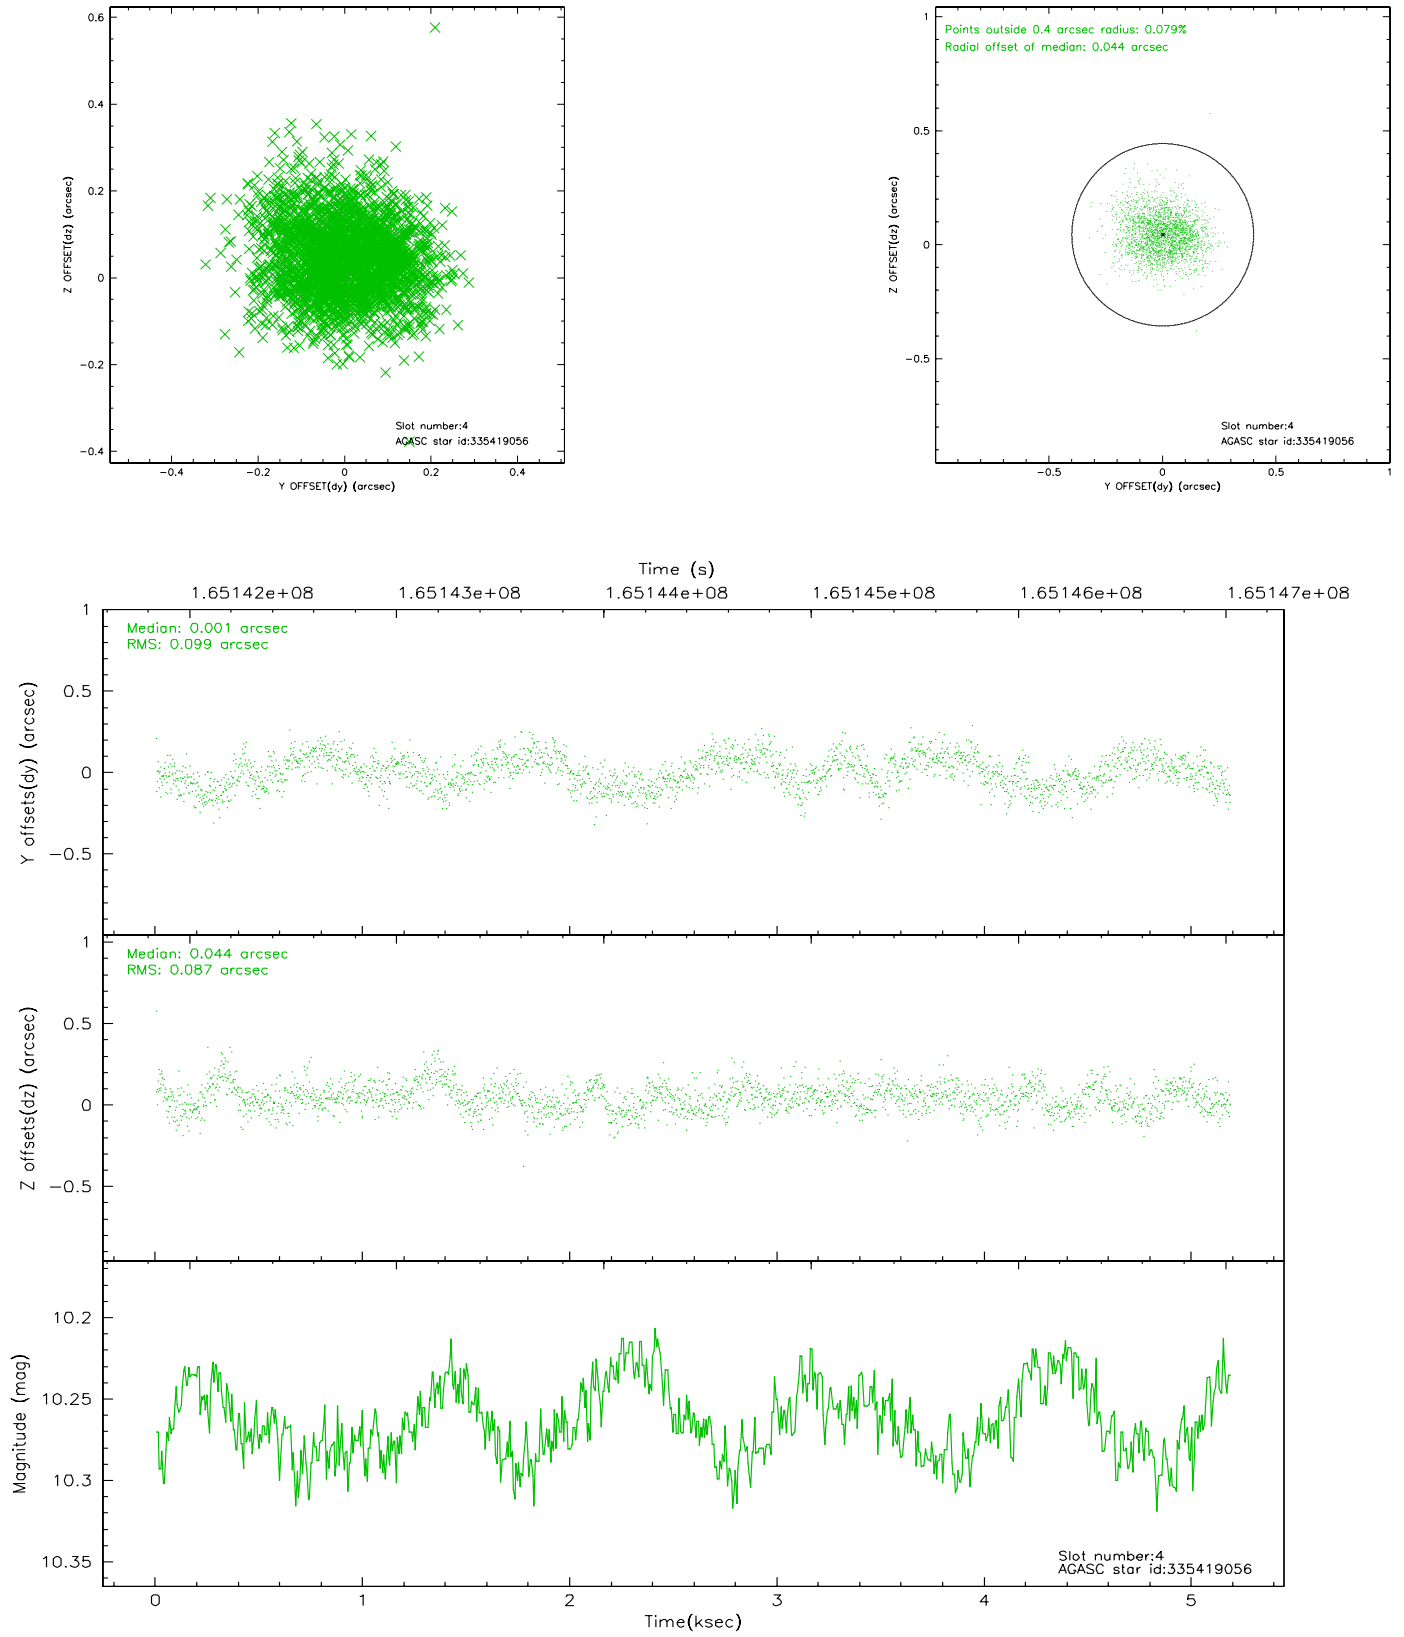 0.6
0.4
0.2
0
−0.2
−0.4
Z OFFSET(dz) (arcsec)
Slot number:4
AGASC star id:335419056
−0.4 −0.2 0 0.2 0.4
Y OFFSET(dy) (arcsec)
Points outside 0.4 arcsec radius: 0.079%
Radial offset of median: 0.044 arcsec
1
0.5
0
−0.5
Z OFFSET(dz) (arcsec)
Slot number:4
AGASC star id:335419056
−0.5 0 0.5 1
Y OFFSET(dy) (arcsec)
Time (s)
1.65142e+08 1.65143e+08 1.65144e+08 1.65145e+08 1.65146e+08 1.65147e+08
Median: 0.001 arcsec
RMS: 0.099 arcsec
1
0.5
0
−0.5
Y offsets(dy) (arcsec)
Median: 0.044 arcsec
RMS: 0.087 arcsec
1
0.5
0
−0.5
Z offsets(dz) (arcsec)
10.2
10.25
10.3
10.35
Magnitude (mag)
Slot number:4
AGASC star id:335419056
0 1 2 3 4 5
Time(ksec)